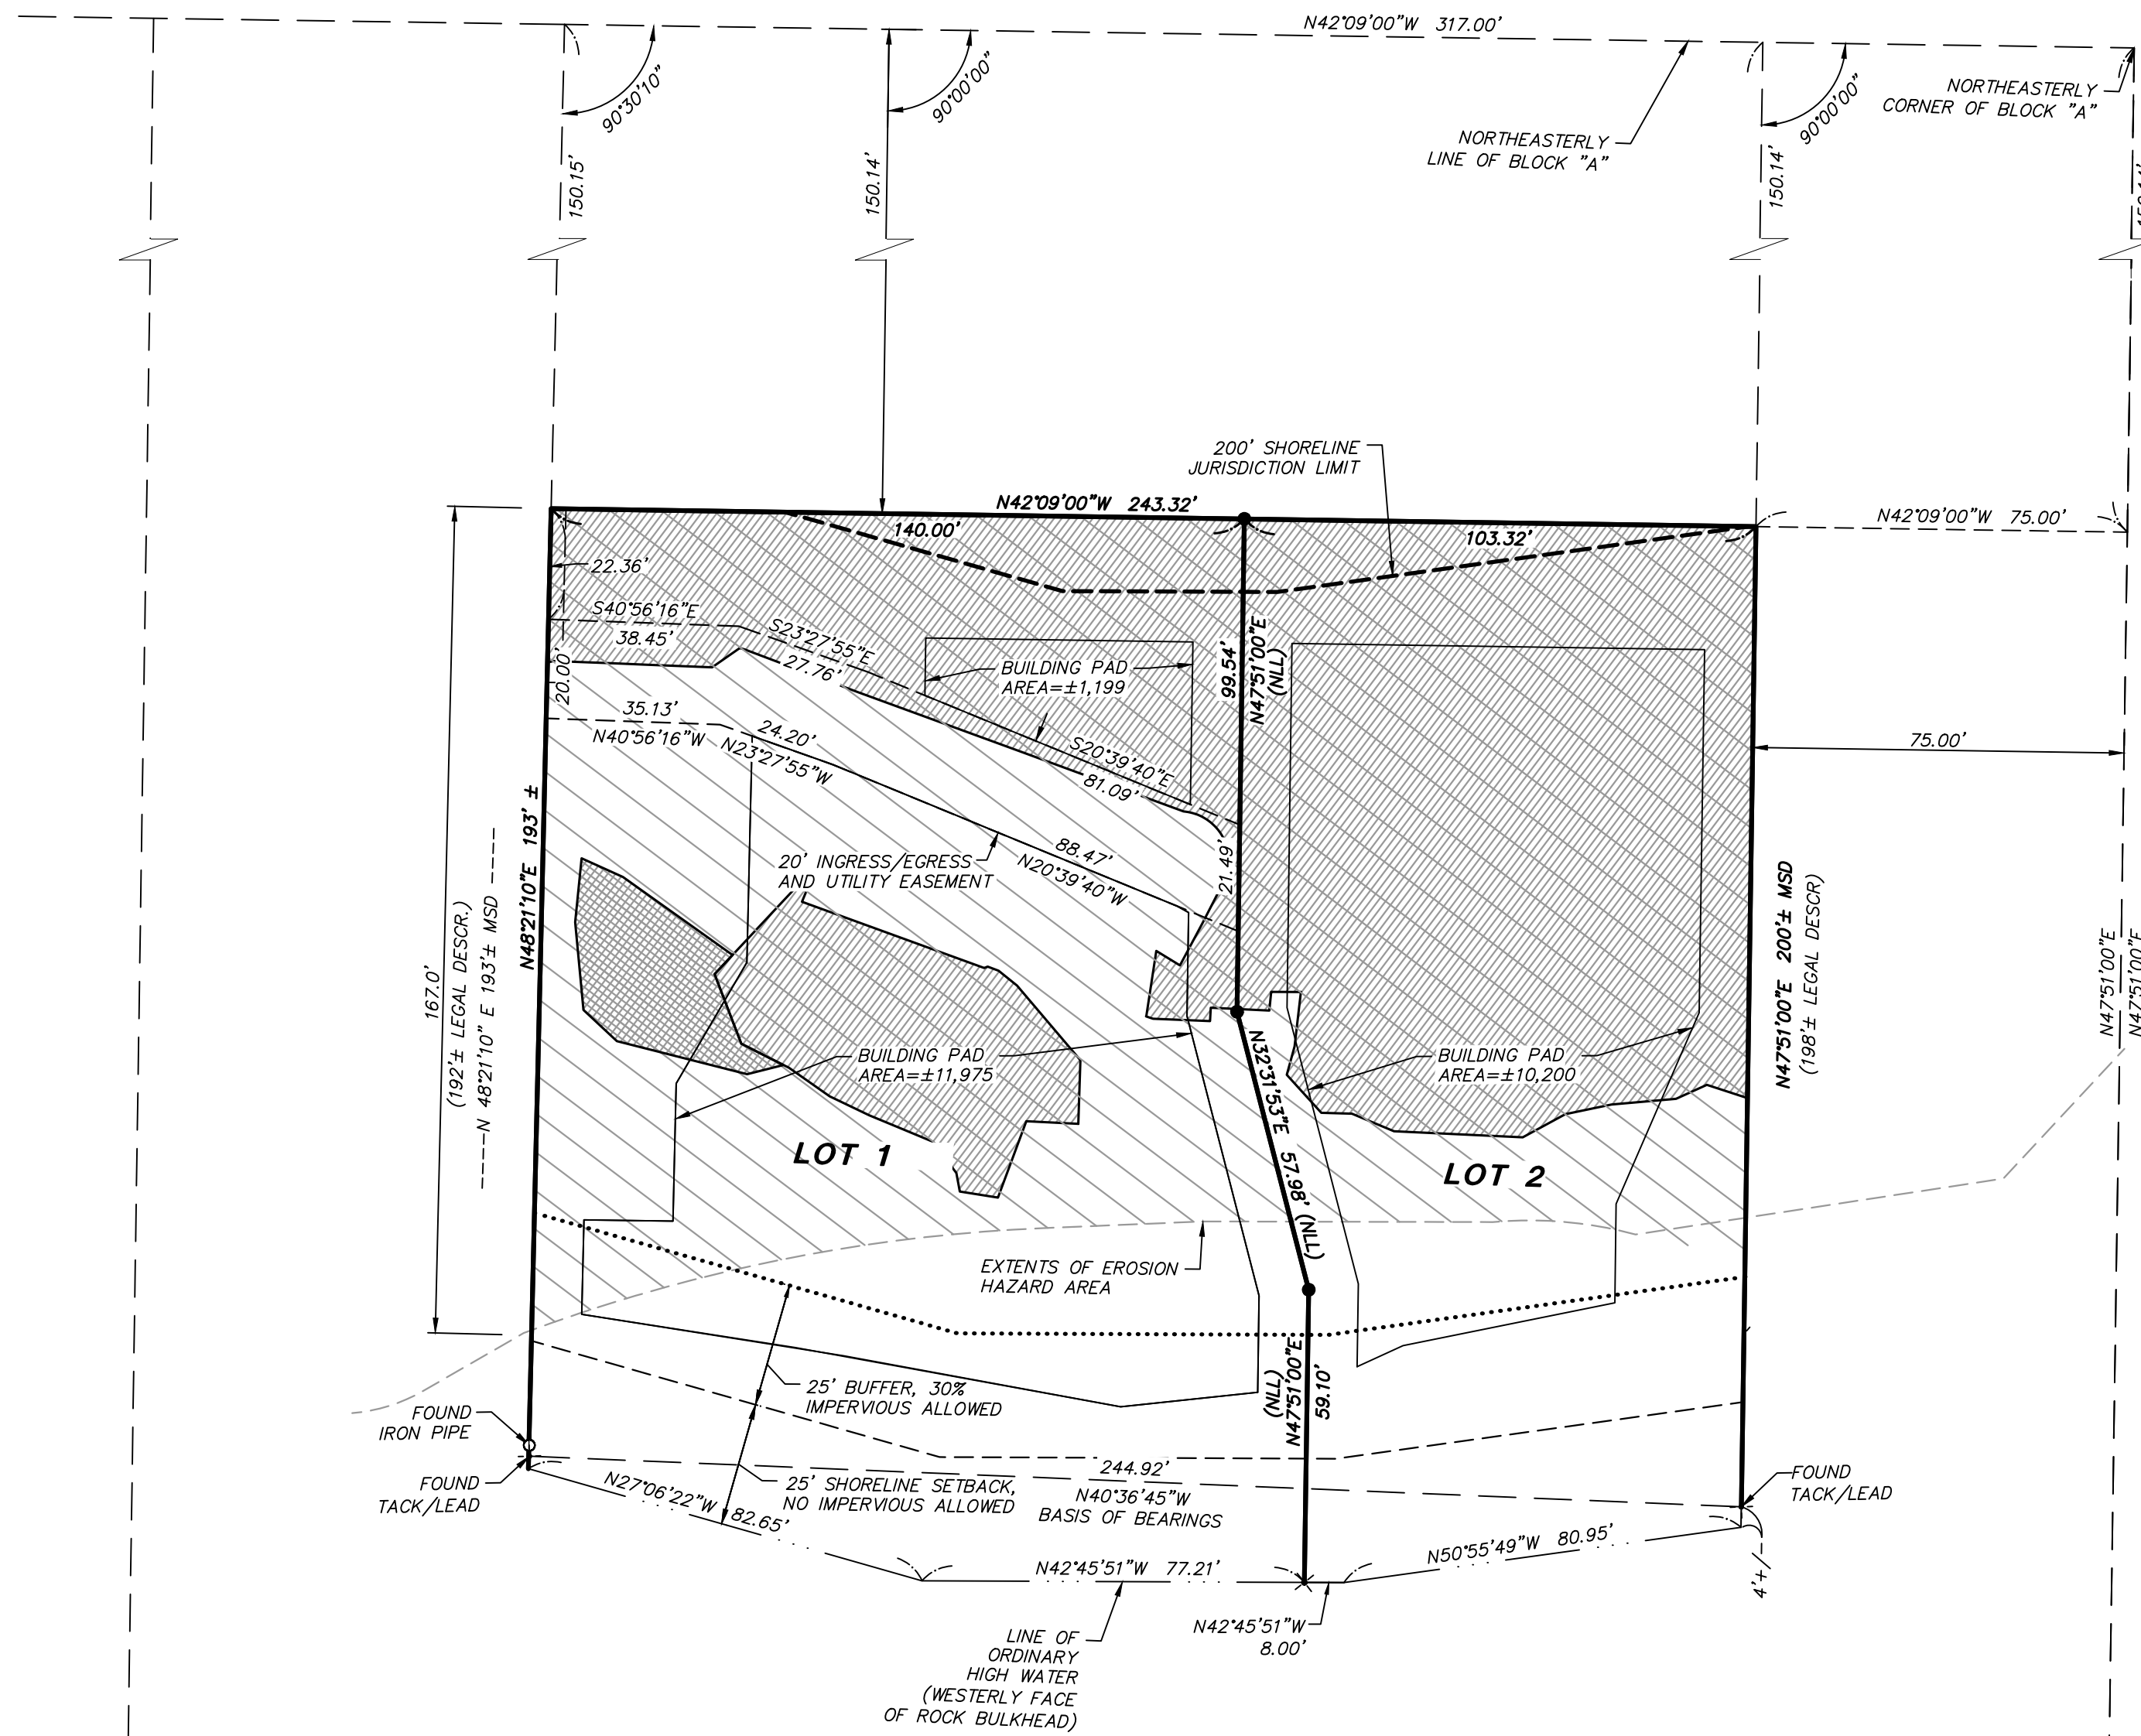 N42°09'00"W 317.00'
90°30'10"
90°00'00"
90°00'00"
NORTHEASTERLY
CORNER OF BLOCK "A"
NORTHEASTERLY
LINE OF BLOCK "A"
150.15'
150.14'
150.14'
200' SHORELINE
JURISDICTION LIMIT
N42°09'00"W 243.32'
140.00'
103.32'
N42°09'00"W 75.00'
22.36'
S40°56'16"E
38.45'
S23°27'55"E
27.76'
20.00'
BUILDING PAD
AREA=±1,199
99.54'
N47°51'00"E
(NLL)
35.13'
N40°56'16"W
24.20'
N23°27'55"W
S20°39'40"E
81.09'
75.00'
88.47'
N20°39'40"W
21.49'
20' INGRESS/EGRESS
AND UTILITY EASEMENT
167.0'
(192'± LEGAL DESCR.)
-----N 48°21'10" E 193'± MSD ----
N48°21'10"E 193' ±
BUILDING PAD
AREA=±11,975
BUILDING PAD
AREA=±10,200
N32°31'53"E 57.98' (NLL)
N47°51'00"E 200'± MSD
(198'± LEGAL DESCR)
N47°51'00"E
N47°51'00"E
LOT 1
LOT 2
EXTENTS OF EROSION
HAZARD AREA
25' BUFFER, 30%
IMPERVIOUS ALLOWED
(NLL)
N47°51'00"E
59.10'
FOUND
IRON PIPE
FOUND
TACK/LEAD
244.92'
N40°36'45"W
BASIS OF BEARINGS
25' SHORELINE SETBACK,
NO IMPERVIOUS ALLOWED
N27°06'22"W 82.65'
FOUND
TACK/LEAD
N50°55'49"W 80.95'
4'+/
N42°45'51"W 77.21'
N42°45'51"W
8.00'
LINE OF
ORDINARY
HIGH WATER
(WESTERLY FACE
OF ROCK BULKHEAD)